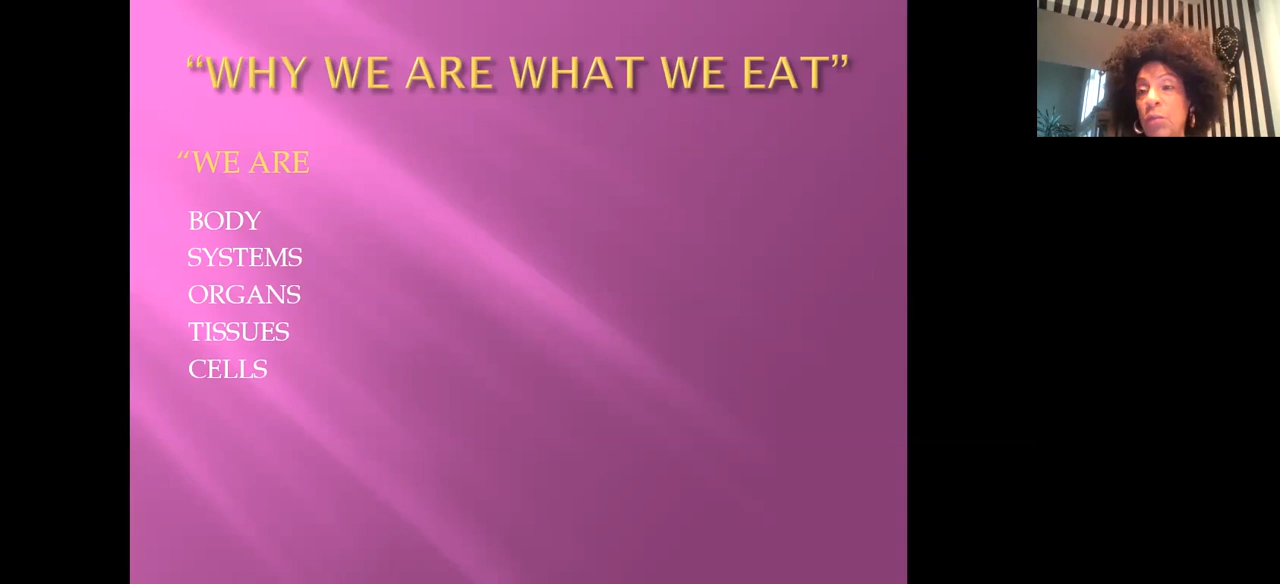 “WHY WE ARE WHAT WE EAT”
“WE ARE
BODY
SYSTEMS
ORGANS
TISSUES
CELLS